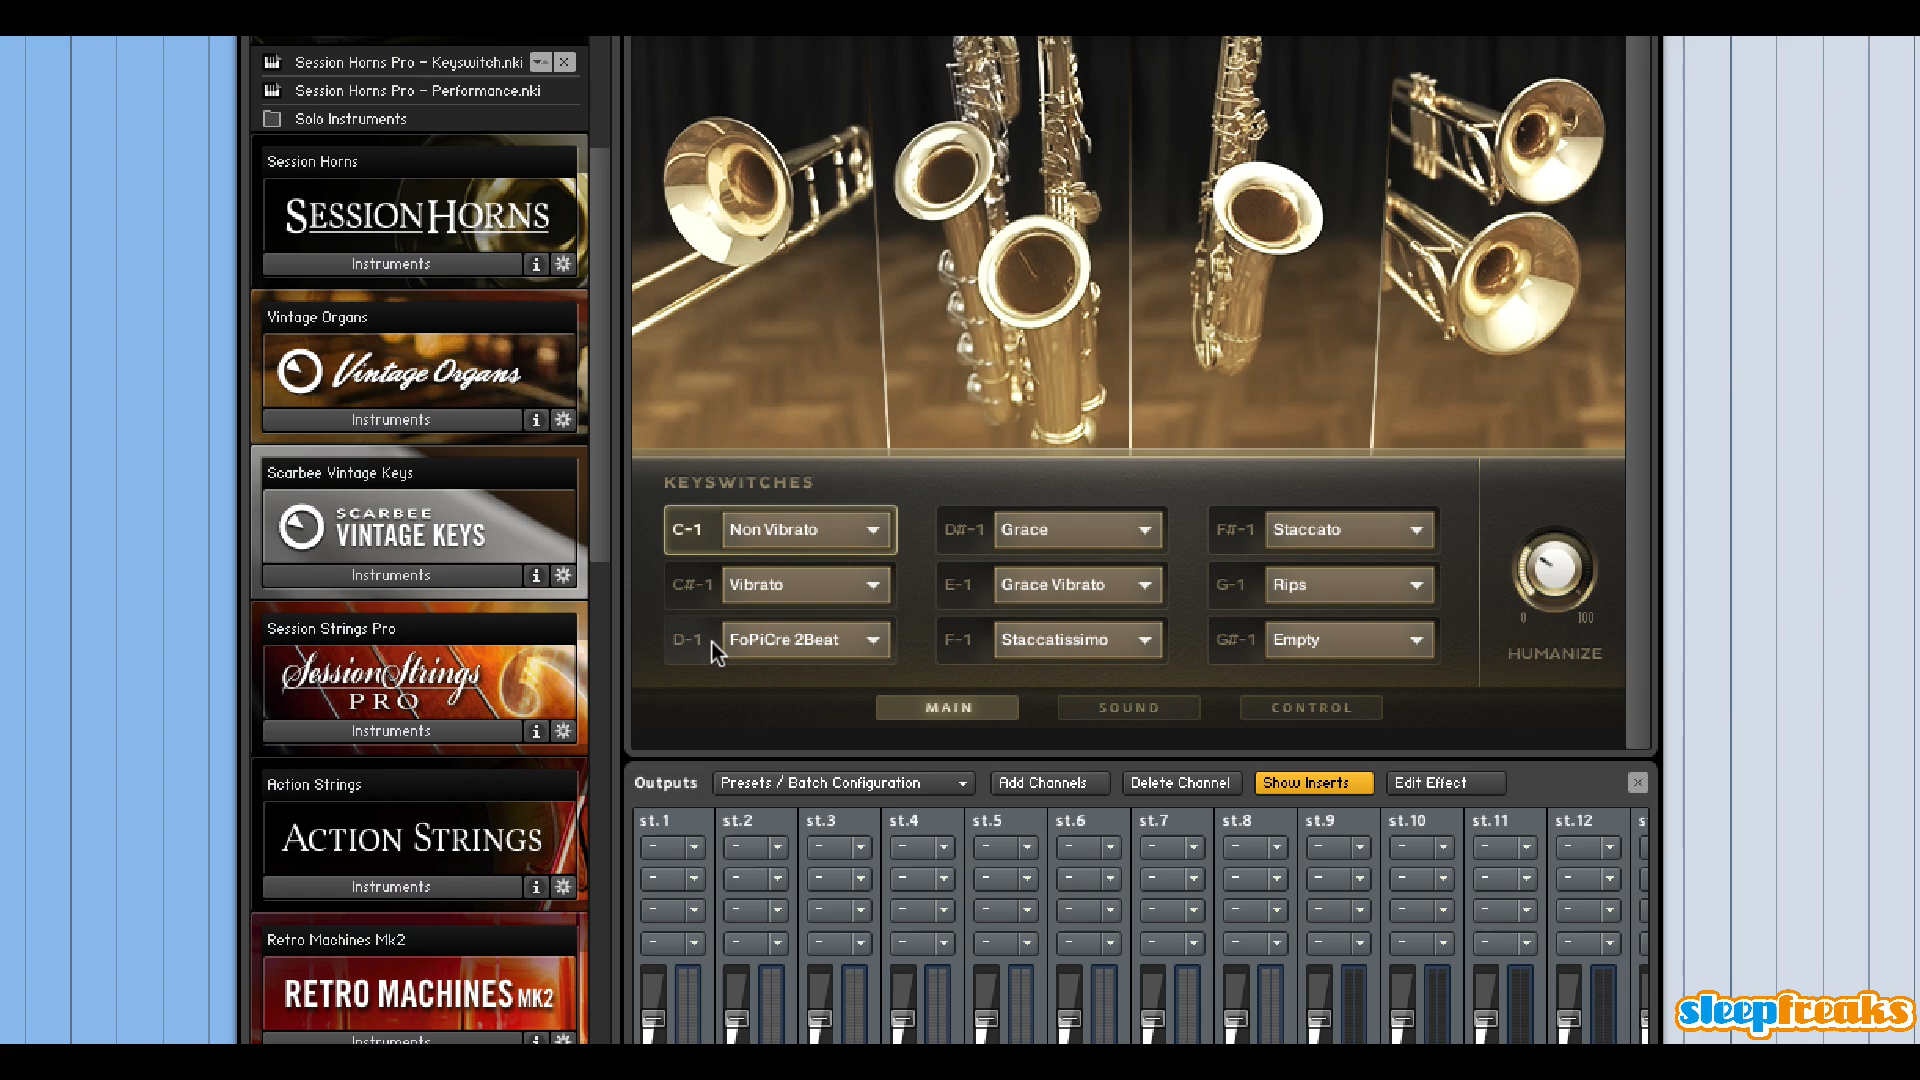 Session Horns Pro - Keyswitch.nki
Session Horns Pro - Performance.nki
Solo Instruments
Session Horns
SESSION HORNS
Instruments
Vintage Organs
Vintage Organs
Instruments
Scarbee Vintage Keys
SCARBEE
VINTAGE KEYS
Instruments
Session Strings Pro
Session Strings
PRO
Instruments
Action Strings
ACTION STRINGS
Instruments
Retro Machines Mk2
RETRO MACHINES MK2
Instruments
KEYSWITCHES
C-1 Non Vibrato D#-1 Grace F#-1 Staccato
C#-1 Vibrato E-1 Grace Vibrato G-1 Rips
D-1 FoPiCre 2Beat F-1 Staccatissimo G#-1 Empty
0 100
HUMANIZE
MAIN SOUND CONTROL
Outputs Presets / Batch Configuration Add Channels Delete Channel Show Inserts Edit Effect
st.1 st.2 st.3 st.4 st.5 st.6 st.7 st.8 st.9 st.10 st.11 st.12
sleepfreaks